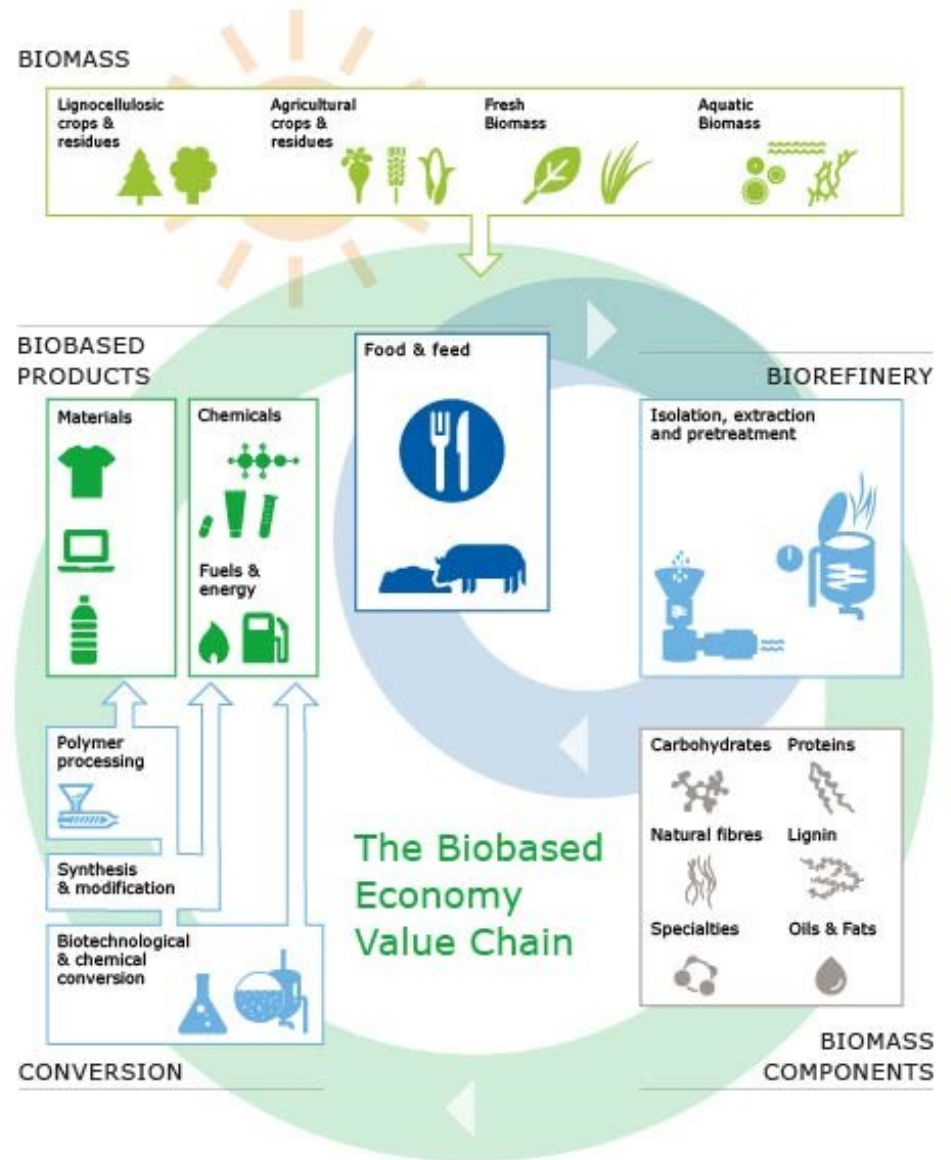 BIOMASS
Lignocellulosic
crops &
residues
Agricultural
crops &
residues
Fresh
Biomass
Aquatic
Biomass
BIOBASED
PRODUCTS
Materials
Chemicals
Fuels &
energy
Food & feed
BIOREFINERY
Isolation, extraction
and pretreatment
Polymer
processing
Synthesis
& modification
Biotechnological
& chemical
conversion
CONVERSION
The Biobased
Economy
Value Chain
Carbohydrates
Proteins
Natural fibres
Lignin
Specialties
Oils & Fats
BIOMASS
COMPONENTS